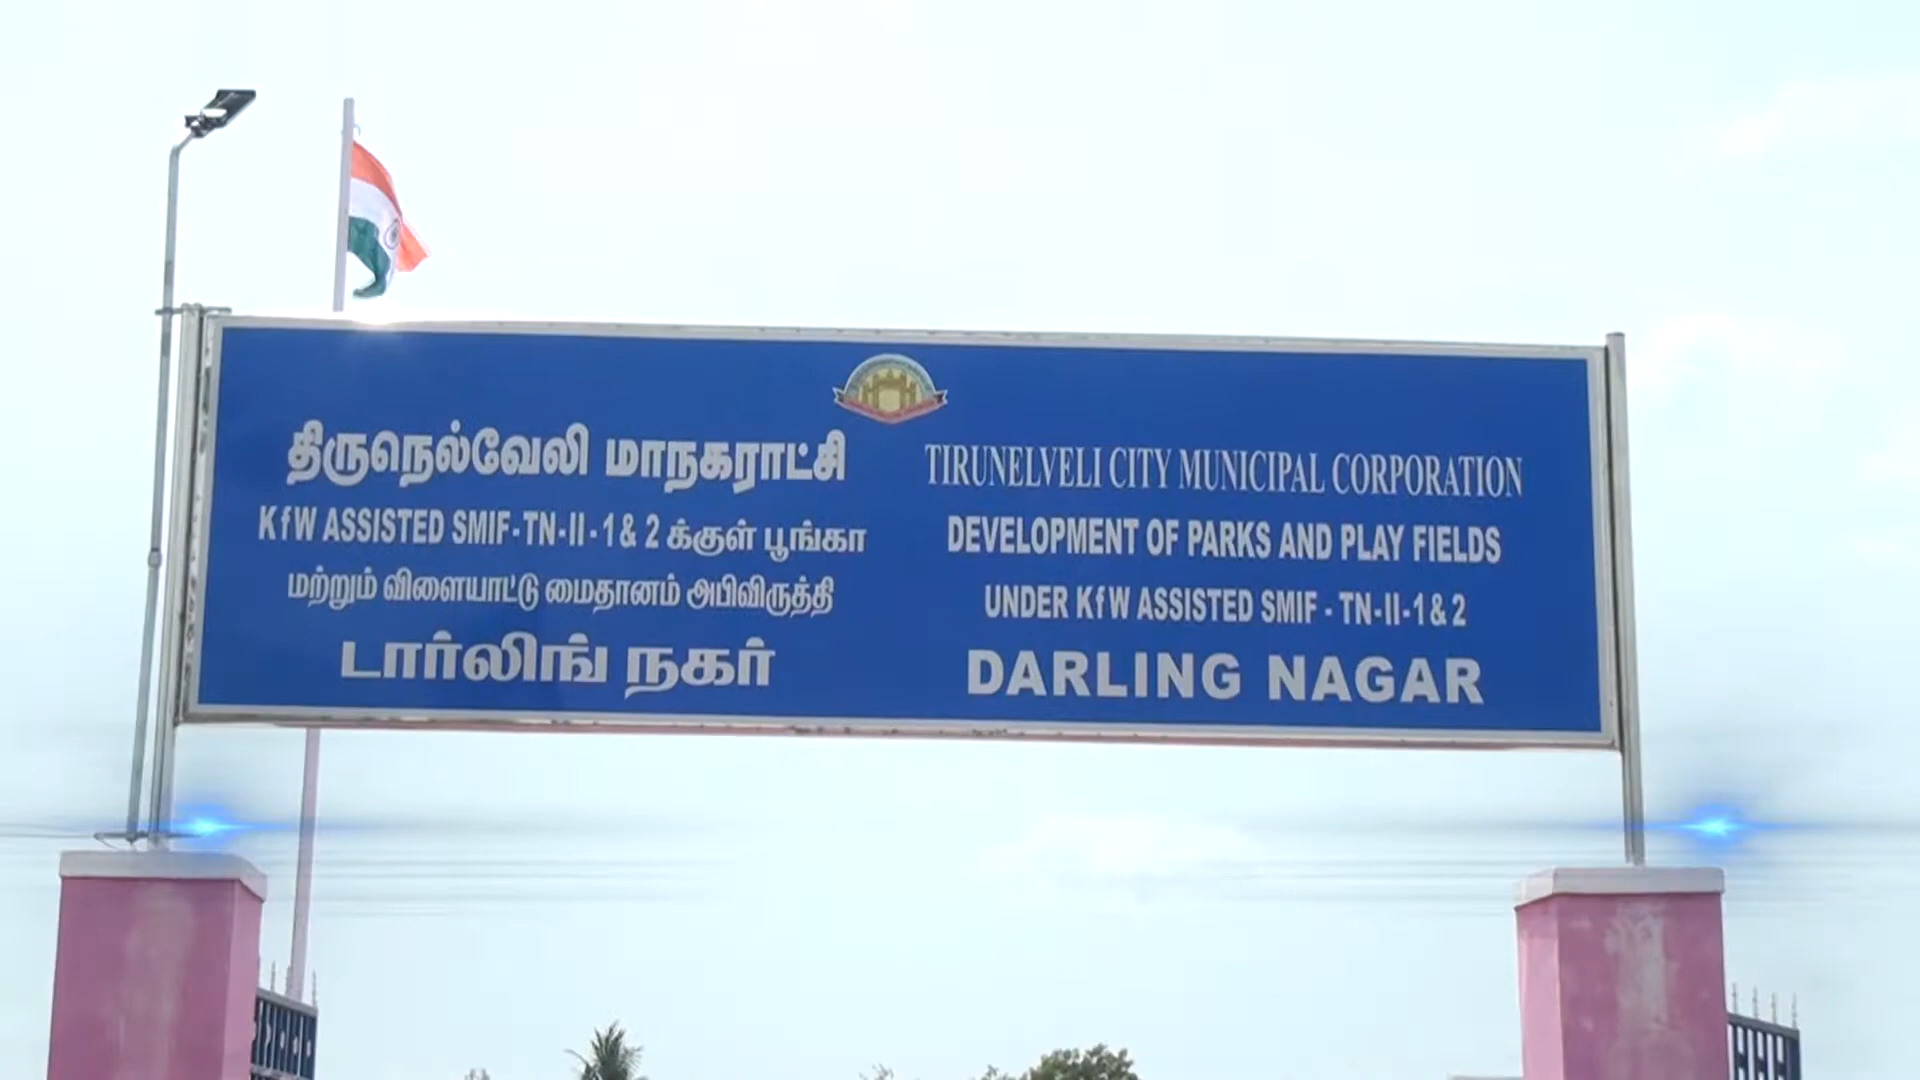 திருநெல்வேலி மாநகராட்சி
KfW ASSISTED SMIF-TN-II-1 & 2 க்குள் பூங்கா
மற்றும் விளையாட்டு மைதானம் அபிவிருத்தி
டார்லிங் நகர்
TIRUNELVELI CITY MUNICIPAL CORPORATION
DEVELOPMENT OF PARKS AND PLAY FIELDS
UNDER KfW ASSISTED SMIF - TN-II-1 & 2
DARLING NAGAR